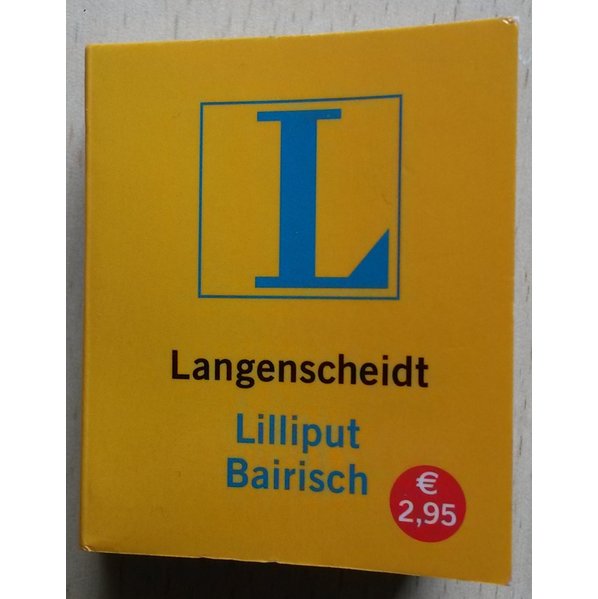 L
Langenscheidt
Lilliput
Bairisch
€
2,95